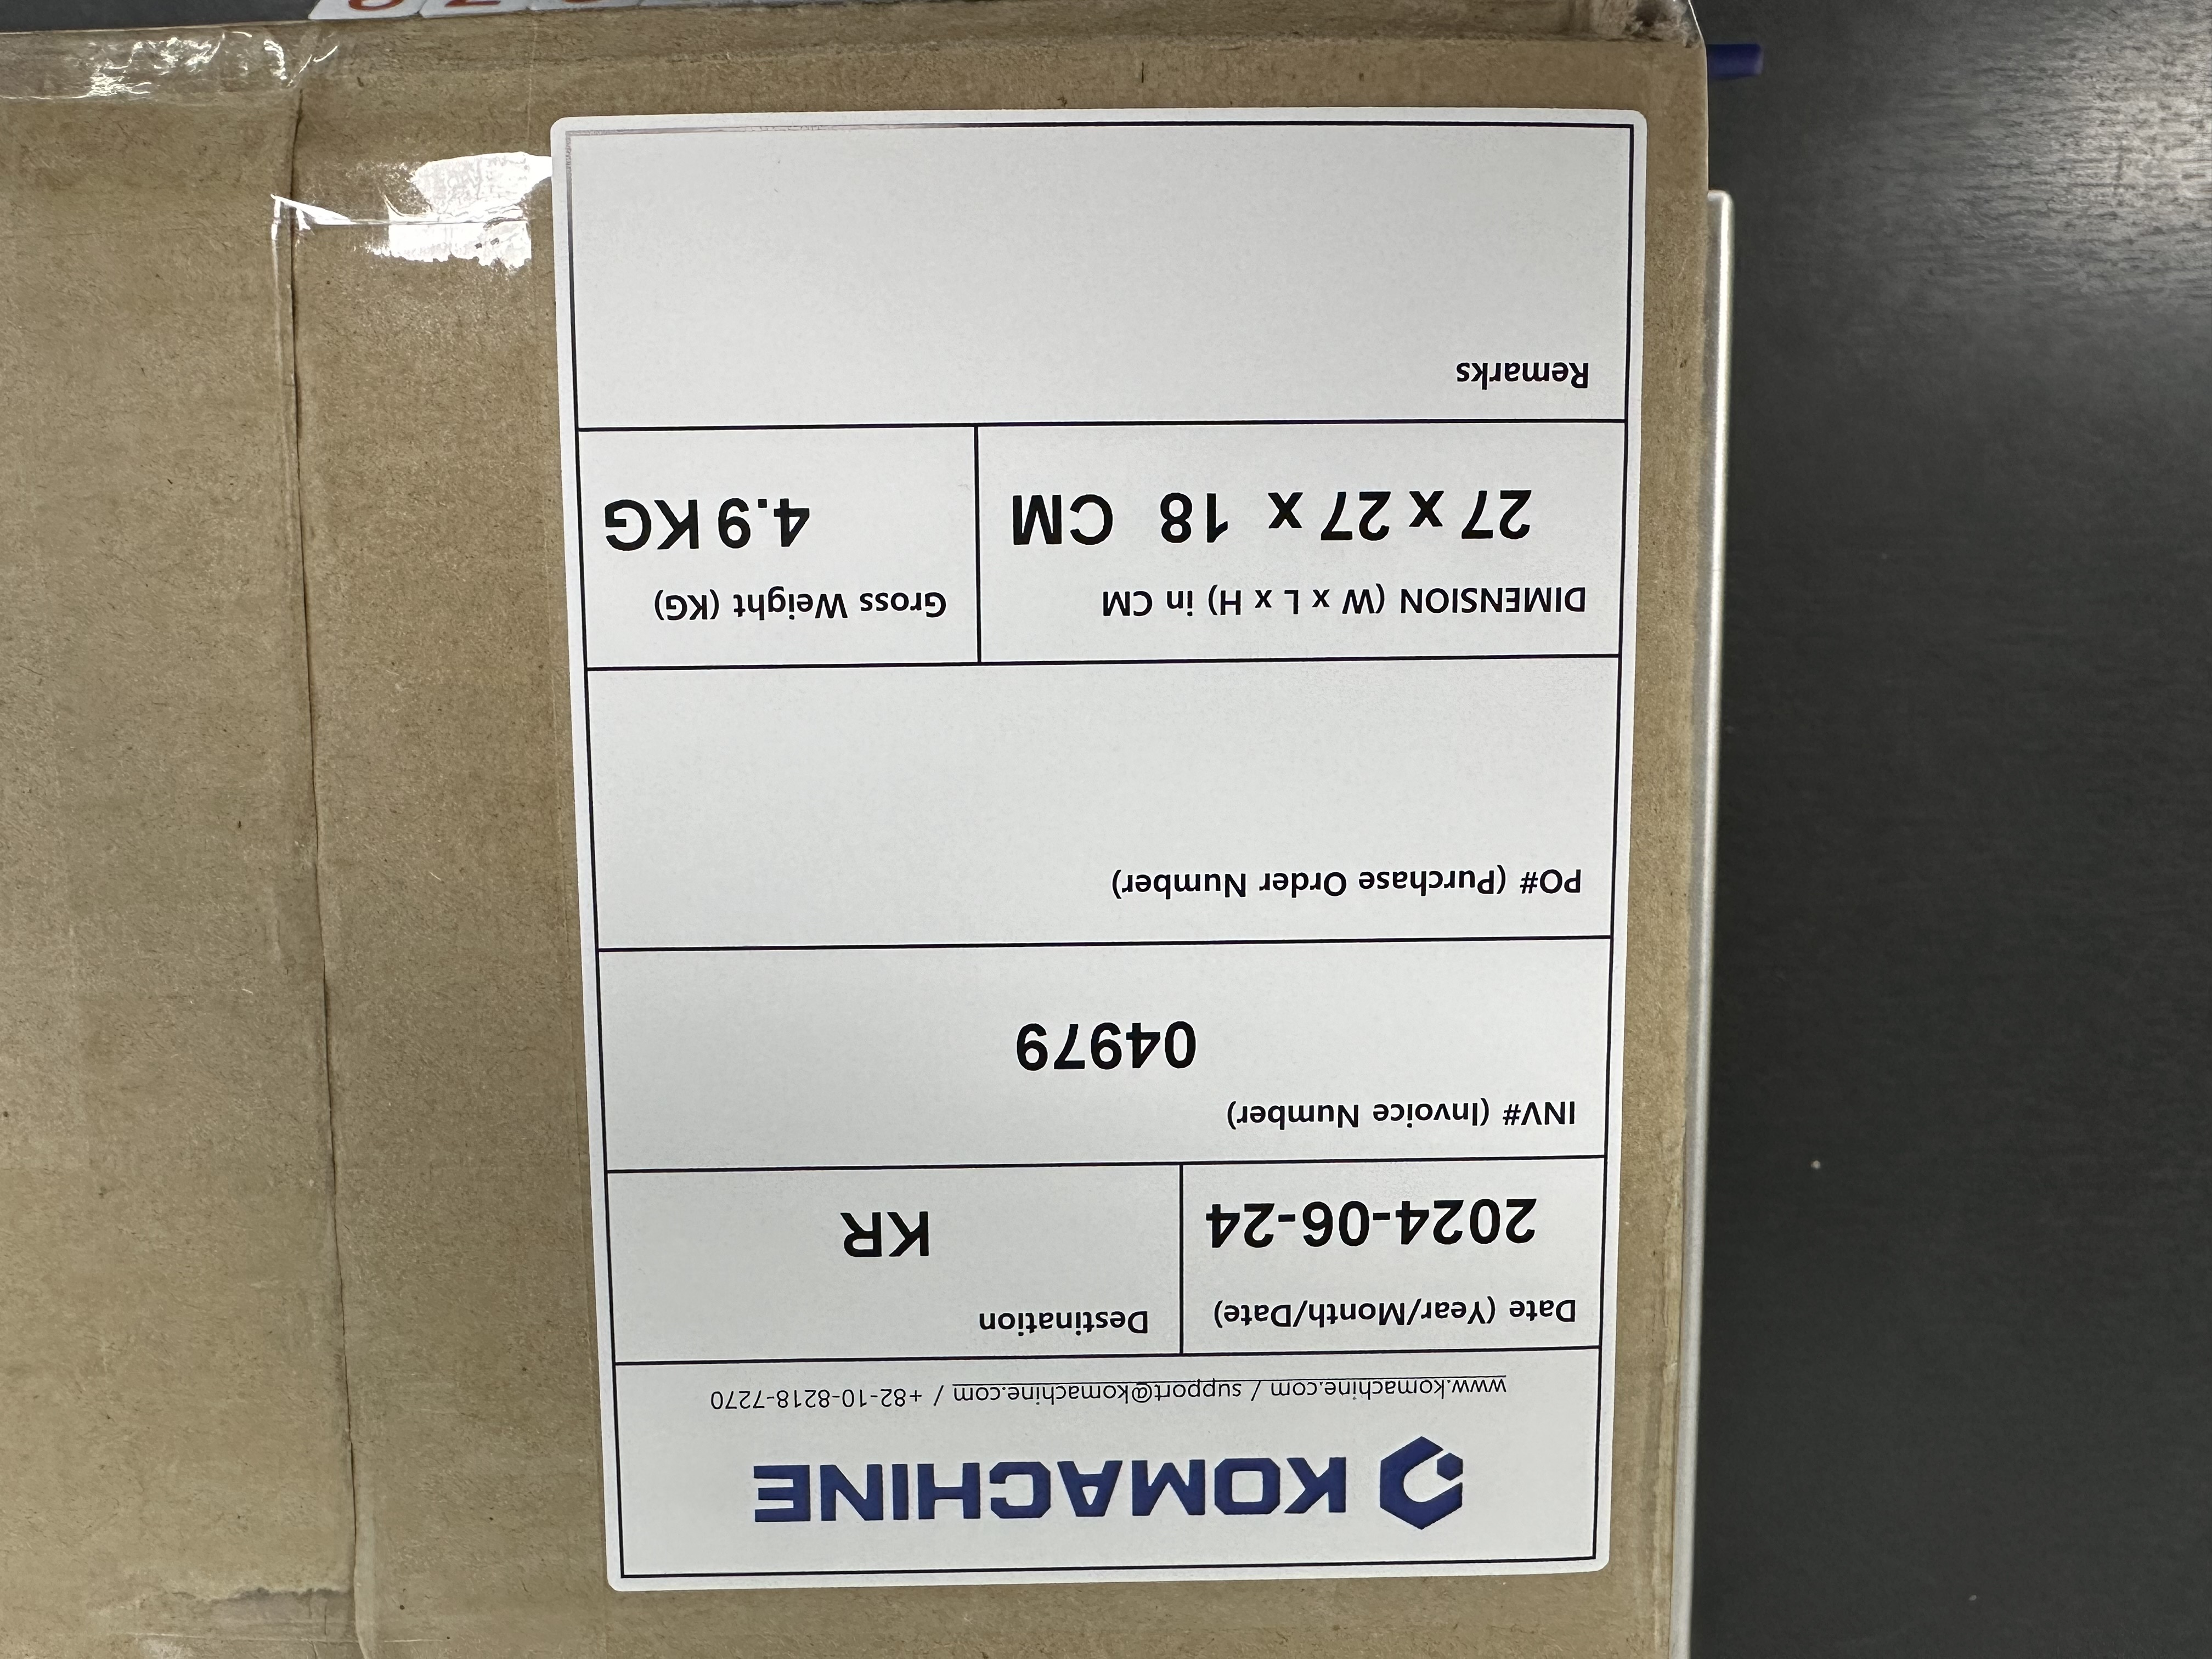 KOMACHINE
www.komachine.com / support@komachine.com / +82-10-8218-7270
Date (Year/Month/Date)
2024-06-24
Destination
KR
INV# (Invoice Number)
04979
PO# (Purchase Order Number)
DIMENSION (W x L x H) in CM
27 x 27 x 18 CM
Gross Weight (KG)
4.9 KG
Remarks